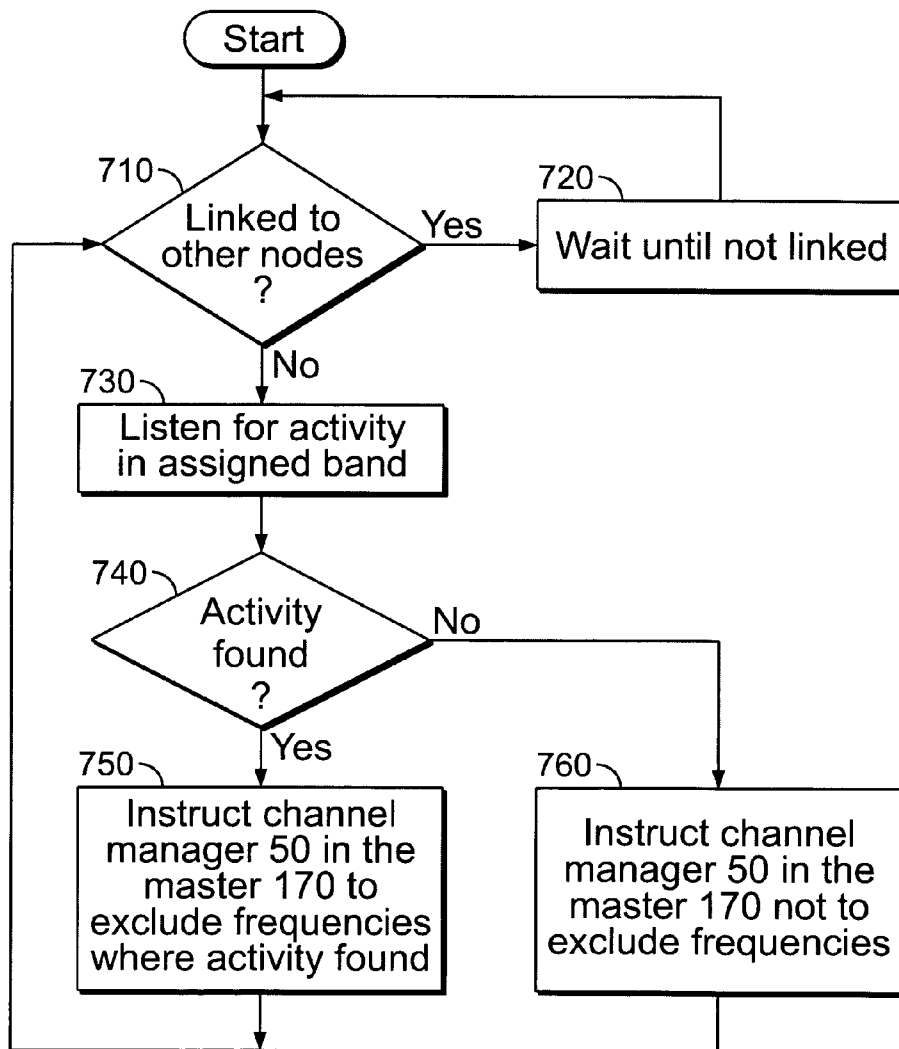 Start
710
Linked to
other nodes
?
Yes
720
Wait until not linked
No
730
Listen for activity
in assigned band
740
Activity
found
?
No
Yes
750
Instruct channel
manager 50 in the
master 170 to
exclude frequencies
where activity found
760
Instruct channel
manager 50 in the
master 170 not to
exclude frequencies